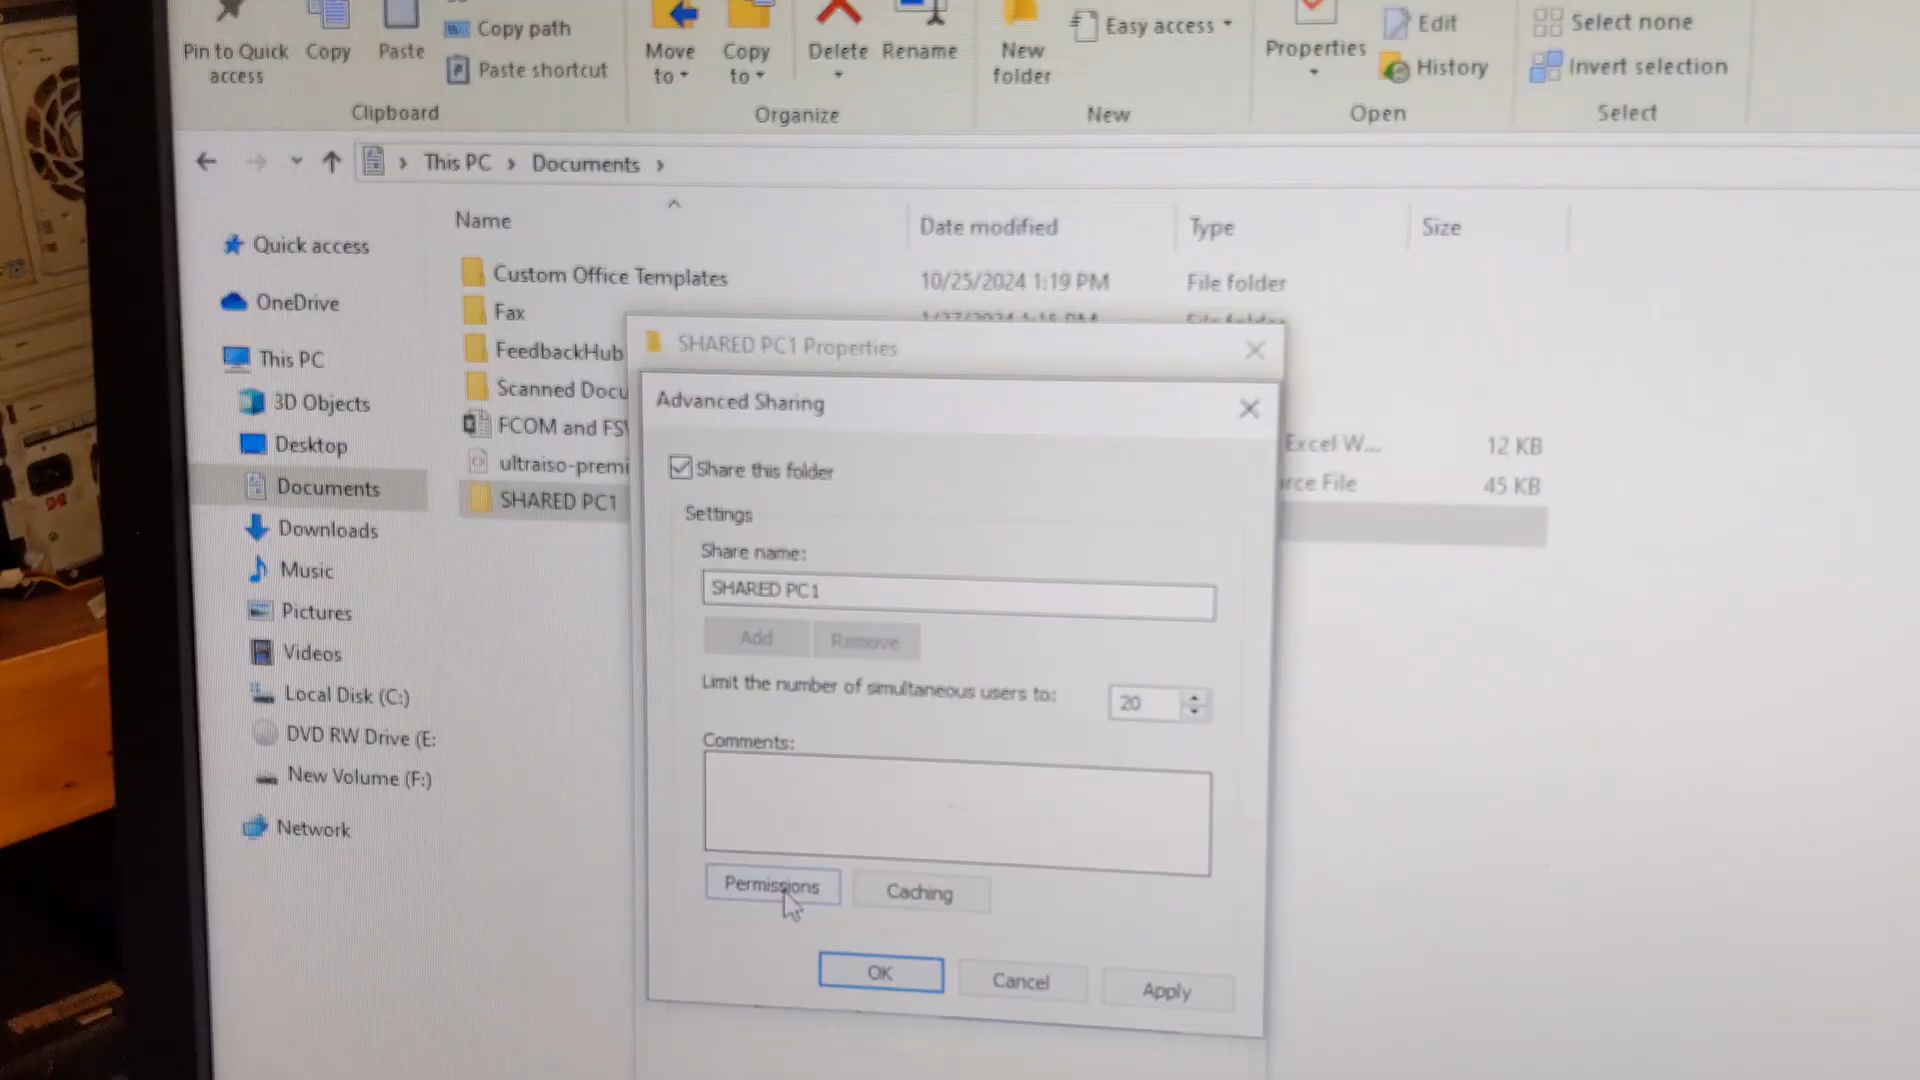 Pin to Quick access
Copy
Paste
Copy path
Paste shortcut
Clipboard
Move to
Copy to
Delete
Rename
Organize
New folder
Easy access
New
Properties
Edit
History
Open
Select none
Invert selection
Select
This PC
Documents
Name
Date modified
Type
Size
Quick access
OneDrive
This PC
3D Objects
Desktop
Documents
Downloads
Music
Pictures
Videos
Local Disk (C:)
DVD RW Drive (E:
New Volume (F:)
Network
Custom Office Templates
10/25/2024 1:19 PM
File folder
Fax
FeedbackHub
Scanned Docu
FCOM and FS
Excel W...
12 KB
ultraiso-premi
rce File
45 KB
SHARED PC1
SHARED PC1 Properties
Advanced Sharing
Share this folder
Settings
Share name:
SHARED PC1
Add
Remove
Limit the number of simultaneous users to:
20
Comments:
Permissions
Caching
OK
Cancel
Apply